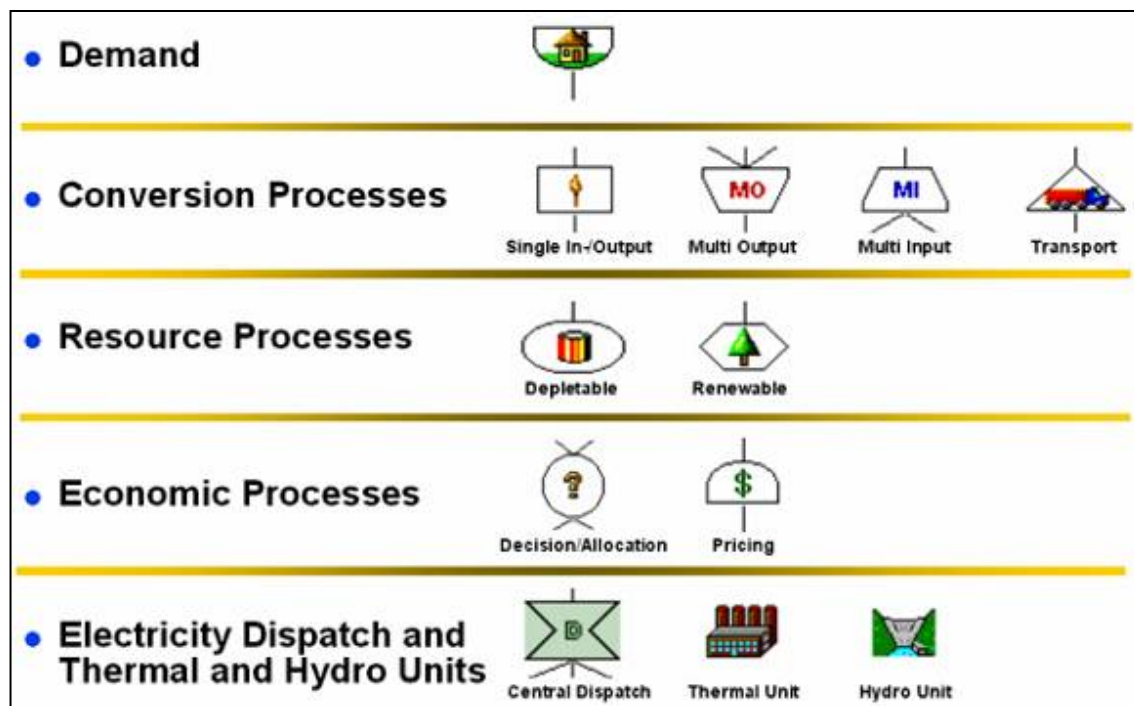 Demand
Conversion Processes
MO
MI
Single In-/Output
Multi Output
Multi Input
Transport
Resource Processes
Depletable
Renewable
Economic Processes
?
$
Decision/Allocation
Pricing
Electricity Dispatch and
Thermal and Hydro Units
D
Central Dispatch
Thermal Unit
Hydro Unit